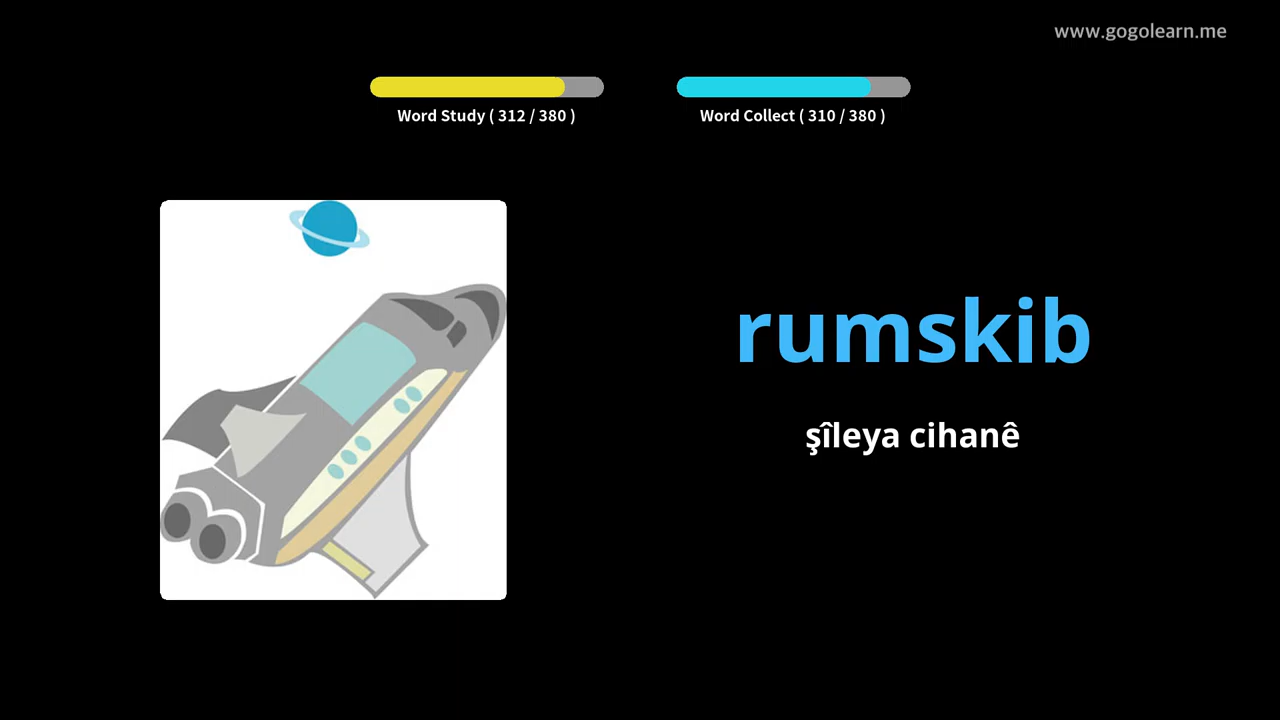 www.gogolearn.me
Word Study ( 312 / 380 )
Word Collect ( 310 / 380 )
rumskib
şîleya cihanê